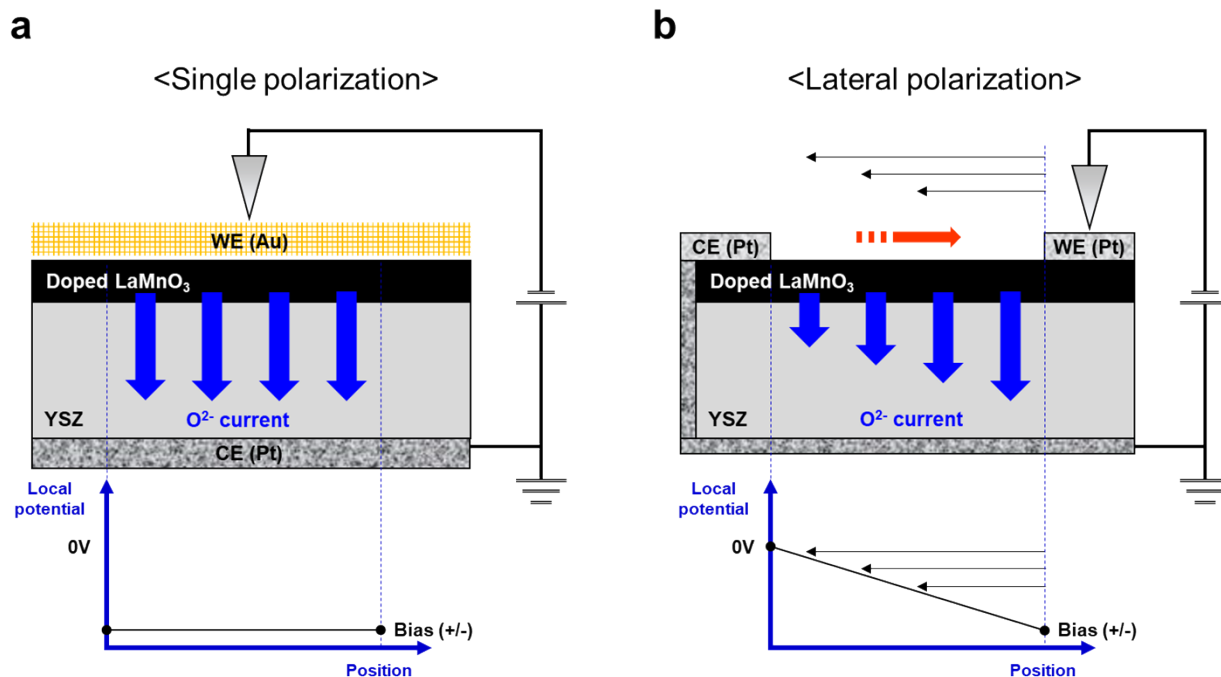 a
<Single polarization>
WE (Au)
Doped LaMnO₃
YSZ
O²⁻ current
CE (Pt)
Local
potential
0V
Bias (+/-)
Position
b
<Lateral polarization>
CE (Pt)
WE (Pt)
Doped LaMnO₃
YSZ
O²⁻ current
Local
potential
0V
Bias (+/-)
Position